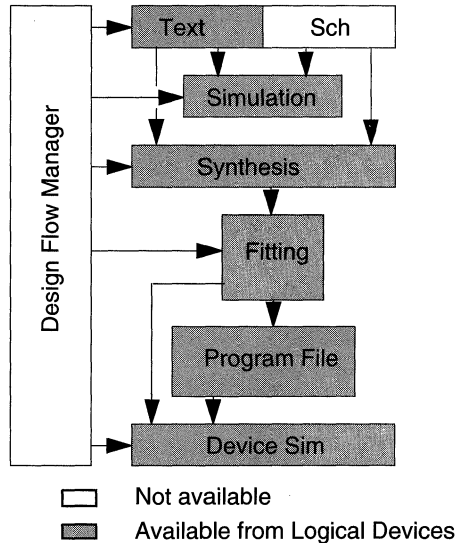 Text
Sch
Simulation
Synthesis
Design Flow Manager
Fitting
Program File
Device Sim
Not available
Available from Logical Devices